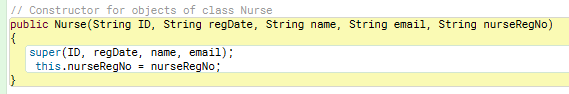 // Constructor for objects of class Nurse
public Nurse(String ID, String regDate, String name, String email, String nurseRegNo)
{
super(ID, regDate, name, email);
this.nurseRegNo = nurseRegNo;
}